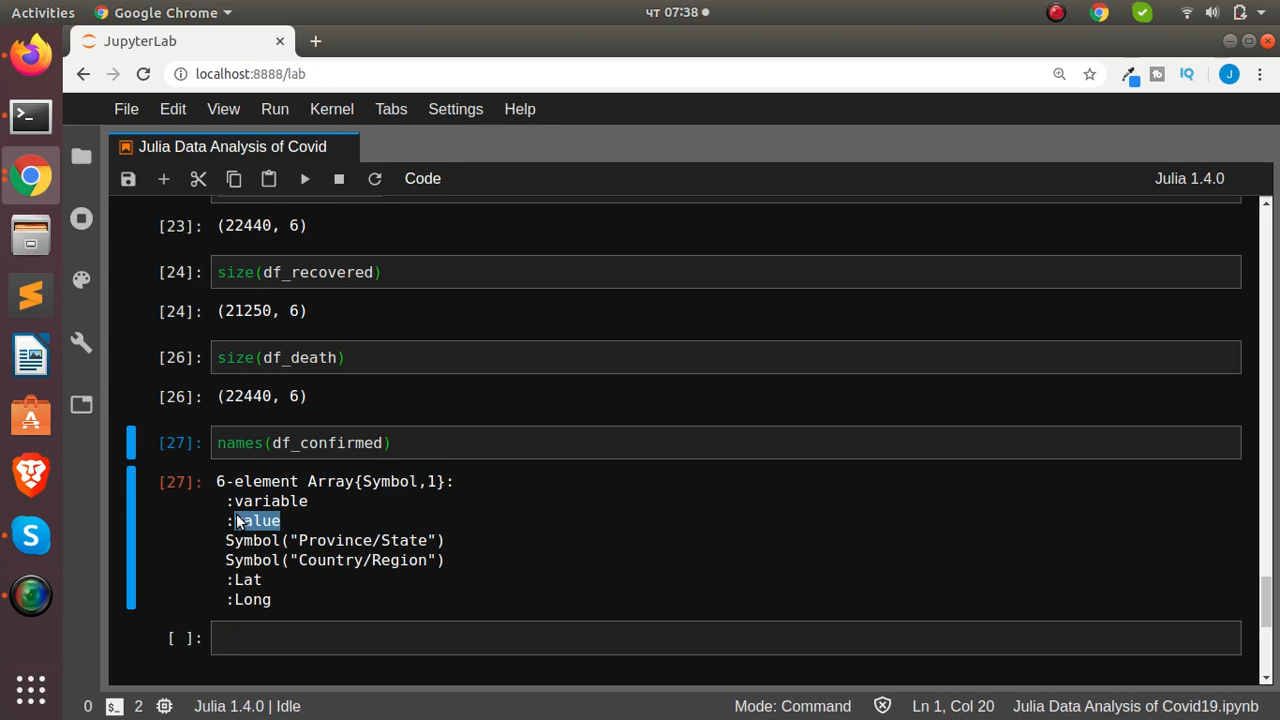 Activities
Google Chrome
чт 07:38
JupyterLab
localhost:8888/lab
IQ
J
File Edit View Run Kernel Tabs Settings Help
Julia Data Analysis of Covid
Code
Julia 1.4.0
[23]: (22440, 6)
[24]: size(df_recovered)
[24]: (21250, 6)
[26]: size(df_death)
[26]: (22440, 6)
[27]: names(df_confirmed)
[27]: 6-element Array{Symbol,1}:
:variable
:value
Symbol("Province/State")
Symbol("Country/Region")
:Lat
:Long
[ ]:
0
2
Julia 1.4.0 | Idle
Mode: Command
Ln 1, Col 20
Julia Data Analysis of Covid19.ipynb